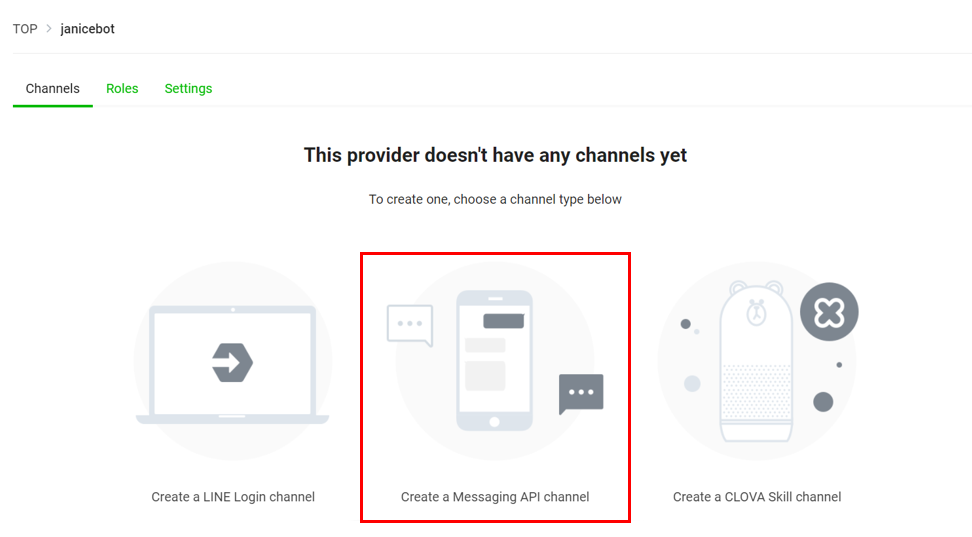 TOP > janicebot
Channels Roles Settings
This provider doesn't have any channels yet
To create one, choose a channel type below
Create a LINE Login channel Create a Messaging API channel Create a CLOVA Skill channel